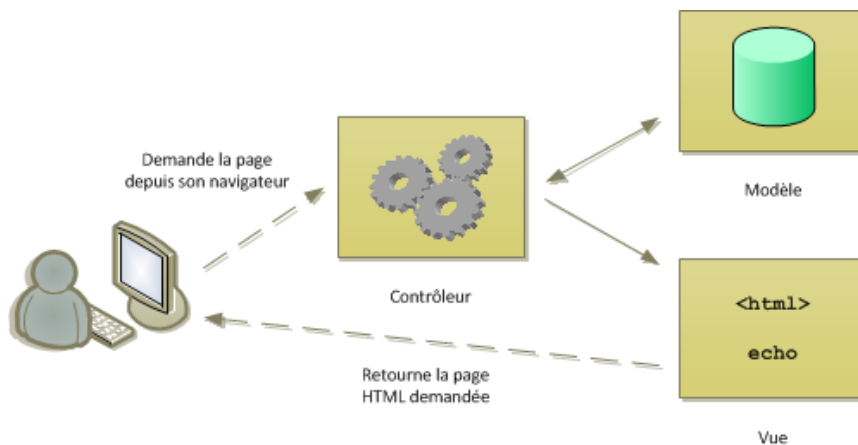 Demande la page
depuis son navigateur
Contrôleur
Modèle
<html>
echo
Vue
Retourne la page
HTML demandée